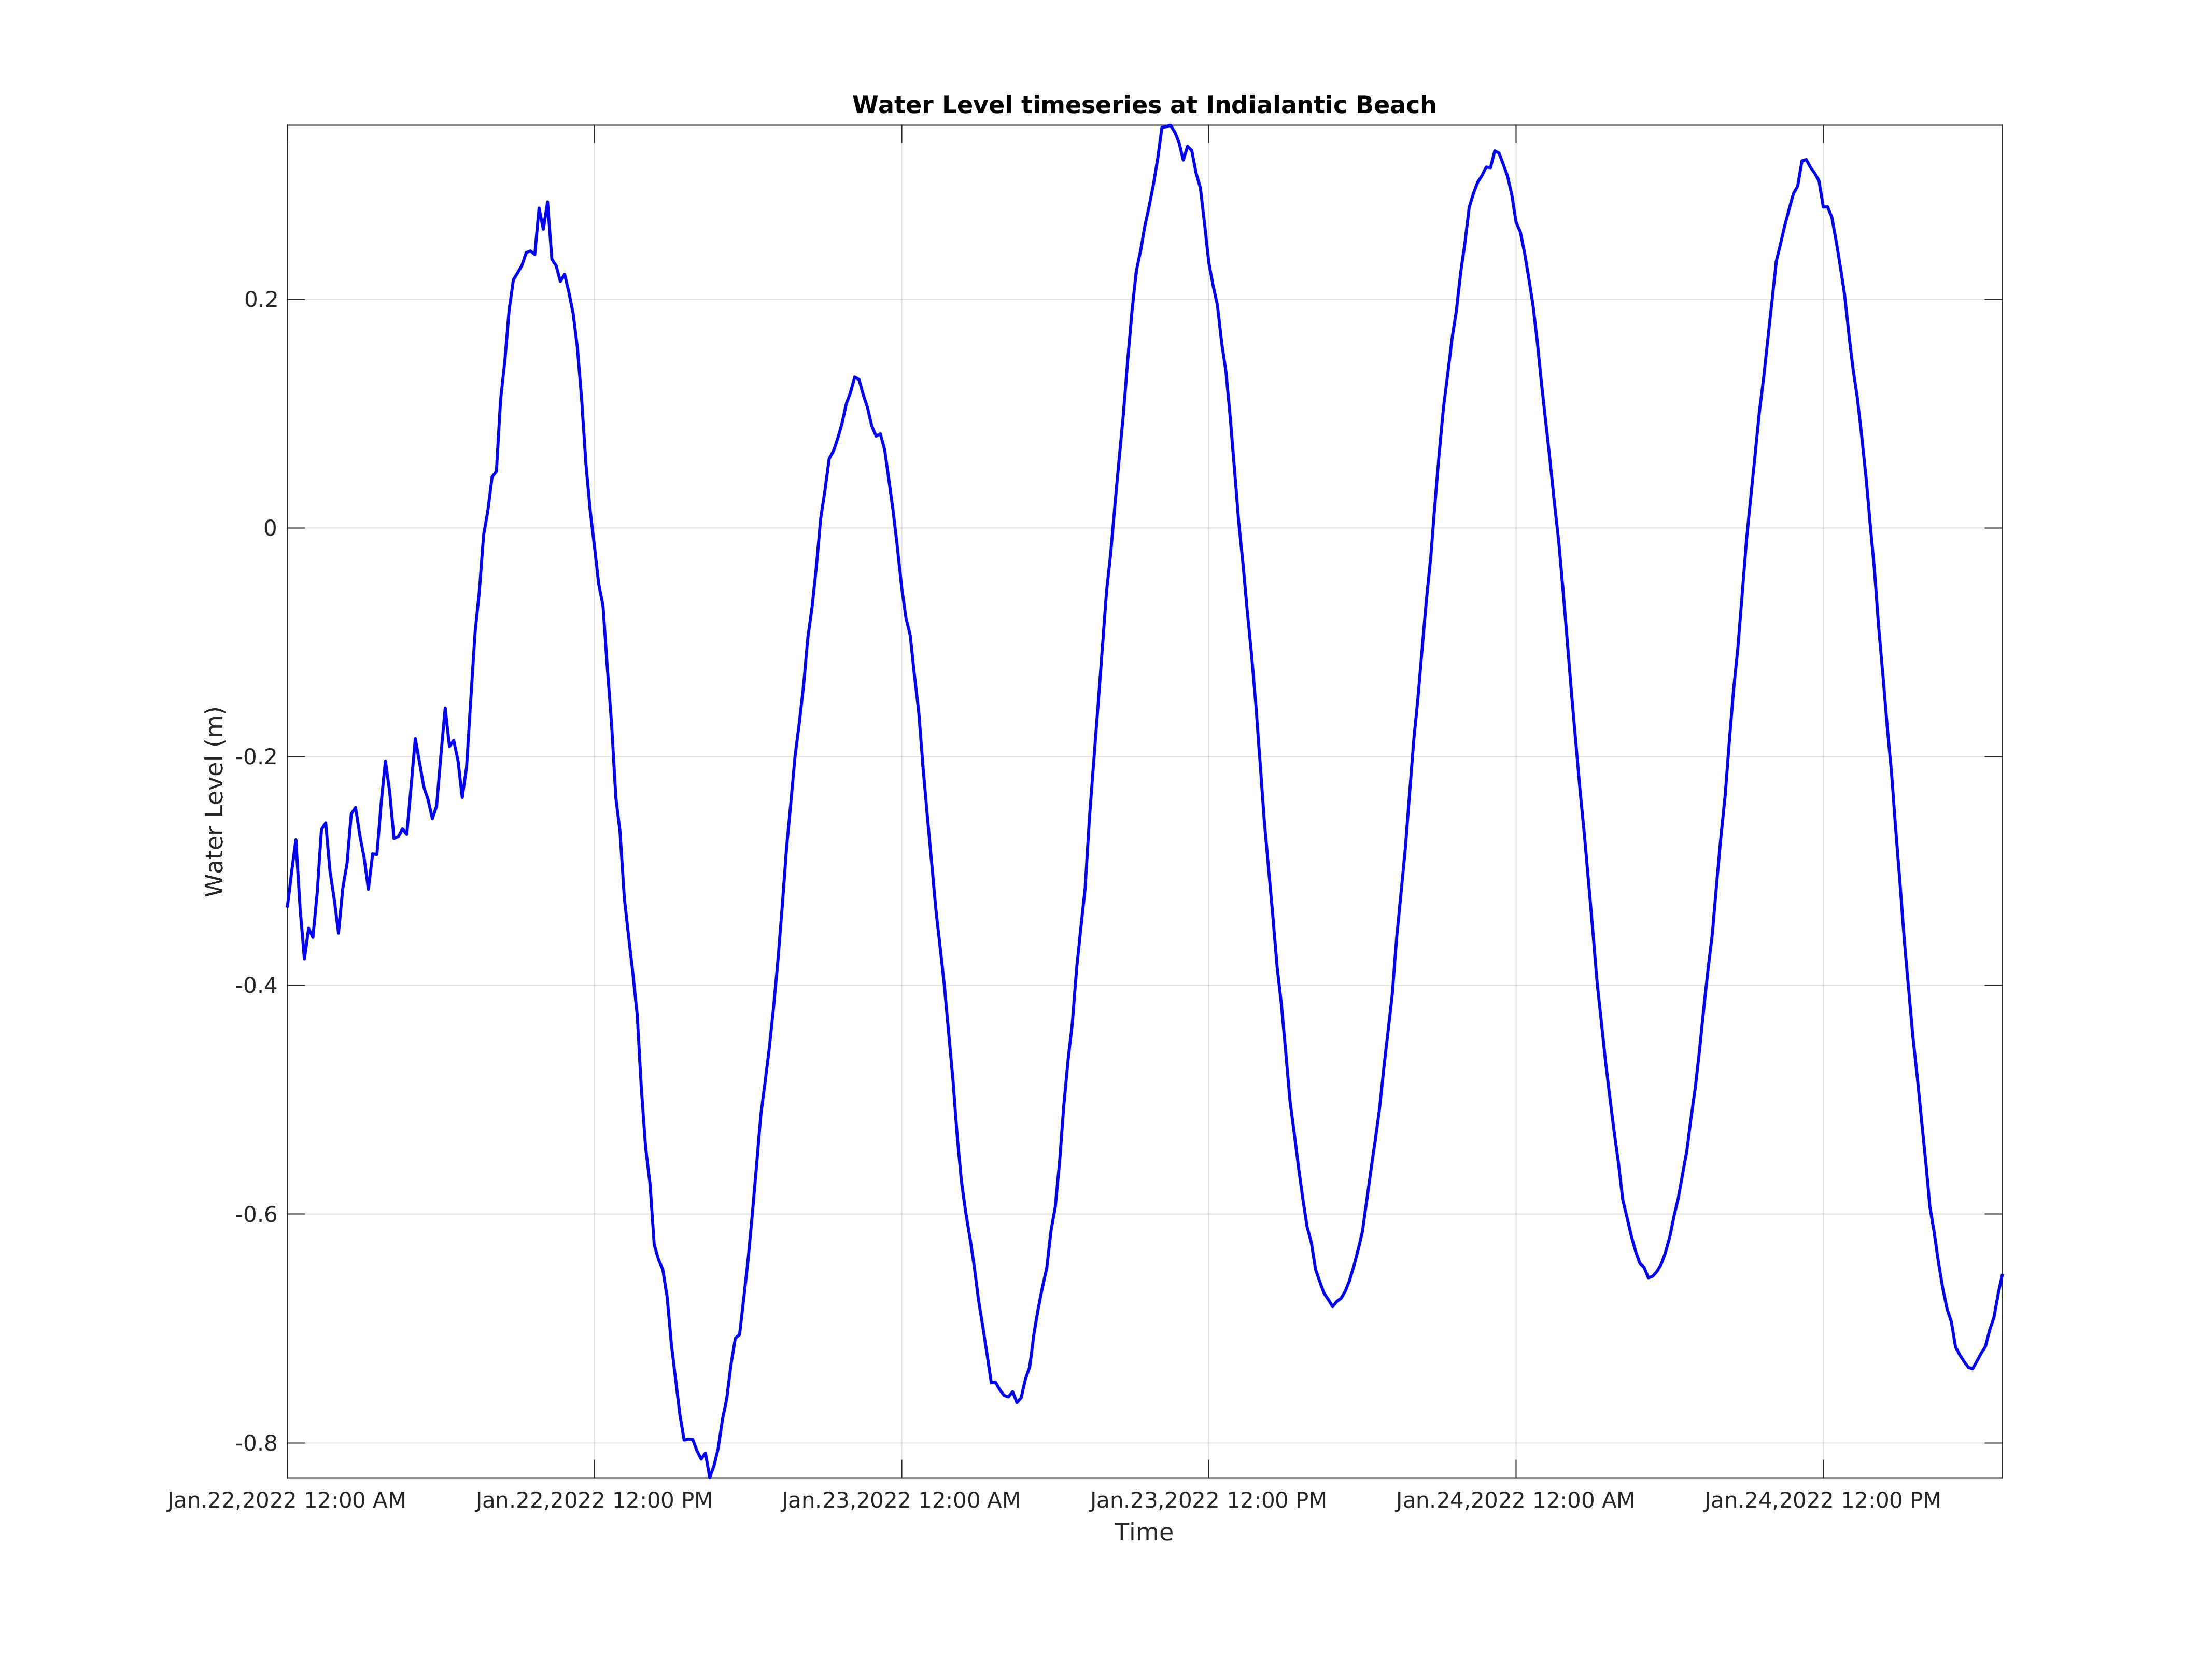 Water Level timeseries at Indialantic Beach
0.2
0
-0.2
-0.4
-0.6
-0.8
Water Level (m)
Jan.22,2022 12:00 AM
Jan.22,2022 12:00 PM
Jan.23,2022 12:00 AM
Jan.23,2022 12:00 PM
Jan.24,2022 12:00 AM
Jan.24,2022 12:00 PM
Time